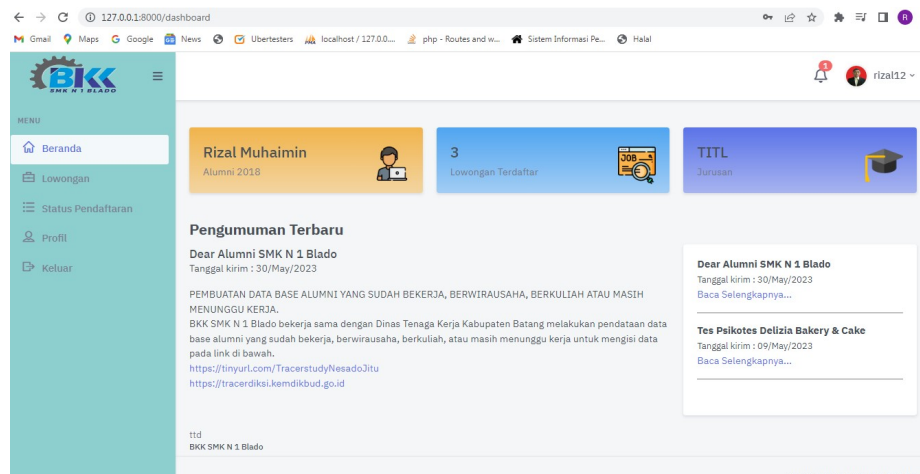 127.0.0.1:8000/dashboard
Gmail Maps Google News Ubertesters localhost / 127.0.0.... php - Routes and w... Sistem Informasi Pe... Halal
BKK
SMK N 1 BLADO
1
rizal12
MENU
Beranda
Lowongan
Status Pendaftaran
Profil
Keluar
Rizal Muhaimin
Alumni 2018
3
Lowongan Terdaftar
JOB
TITL
Jurusan
Pengumuman Terbaru
Dear Alumni SMK N 1 Blado
Tanggal kirim : 30/May/2023
PEMBUATAN DATA BASE ALUMNI YANG SUDAH BEKERJA, BERWIRAUSAHA, BERKULIAH ATAU MASIH
MENUNGGU KERJA.
BKK SMK N 1 Blado bekerja sama dengan Dinas Tenaga Kerja Kabupaten Batang melakukan pendataan data
base alumni yang sudah bekerja, berwirausaha, berkuliah, atau masih menunggu kerja untuk mengisi data
pada link di bawah.
https://tinyurl.com/TracerstudyNesadoJitu
https://tracerdiksi.kemdikbud.go.id
ttd
BKK SMK N 1 Blado
Dear Alumni SMK N 1 Blado
Tanggal kirim : 30/May/2023
Baca Selengkapnya...
Tes Psikotes Delizia Bakery & Cake
Tanggal kirim : 09/May/2023
Baca Selengkapnya...